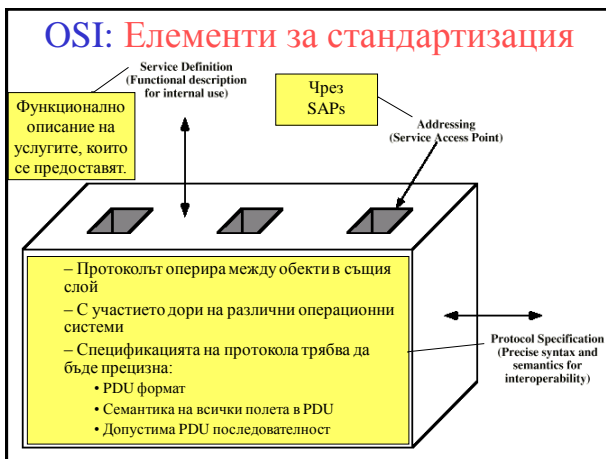 OSI: Елементи за стандартизация
Service Definition
(Functional description
for internal use)
Функционално
описание на
услугите, които
се предоставят.
Чрез
SAPs
Addressing
(Service Access Point)
– Протоколът оперира между обекти в същия
слой
– С участието дори на различни операционни
системи
– Спецификацията на протокола трябва да
бъде прецизна:
• PDU формат
• Семантика на всички полета в PDU
• Допустима PDU последователност
Protocol Specification
(Precise syntax and
semantics for
interoperability)